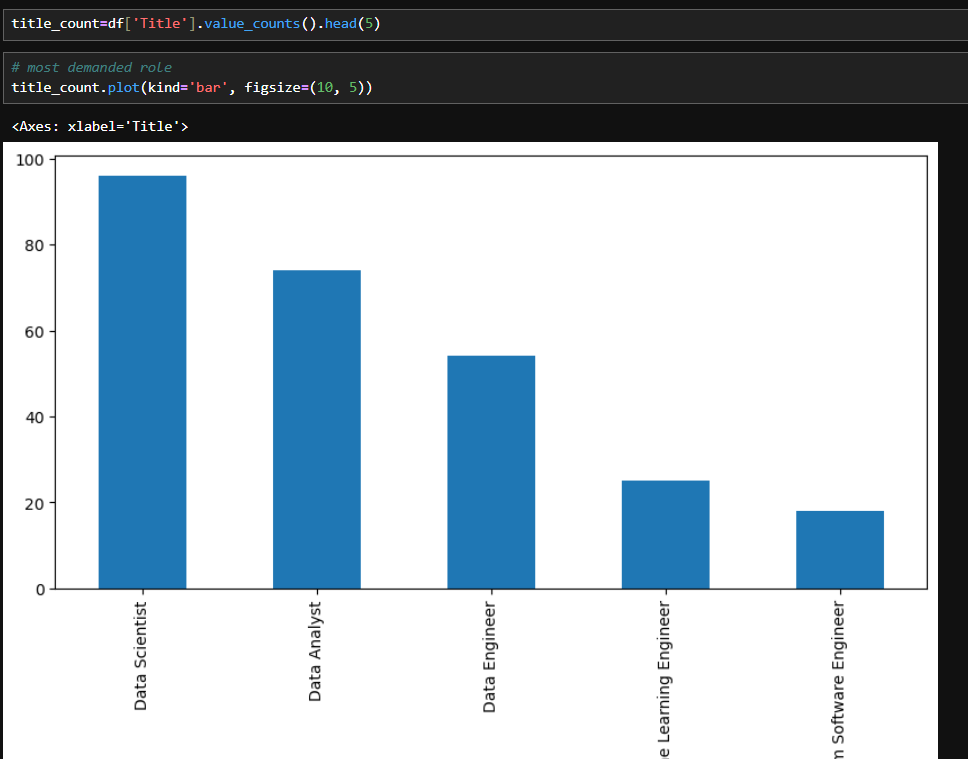 title_count=df['Title'].value_counts().head(5)
# most demanded role
title_count.plot(kind='bar', figsize=(10, 5))
<Axes: xlabel='Title'>
100
80
60
40
20
0
Data Scientist
Data Analyst
Data Engineer
Learning Engineer
Software Engineer